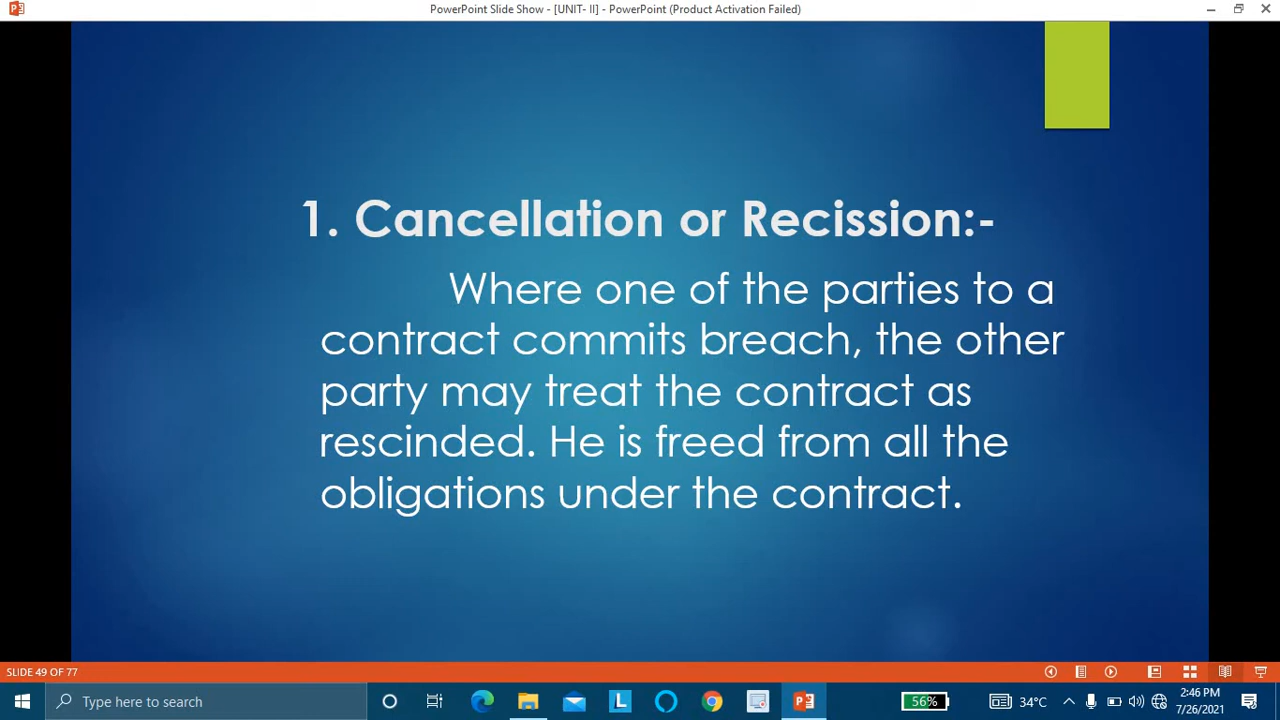 PowerPoint Slide Show - [UNIT- II] - PowerPoint (Product Activation Failed)
1. Cancellation or Recission:-
Where one of the parties to a
contract commits breach, the other
party may treat the contract as
rescinded. He is freed from all the
obligations under the contract.
SLIDE 49 OF 77
Type here to search
L
56%
34°C
2:46 PM
7/26/2021